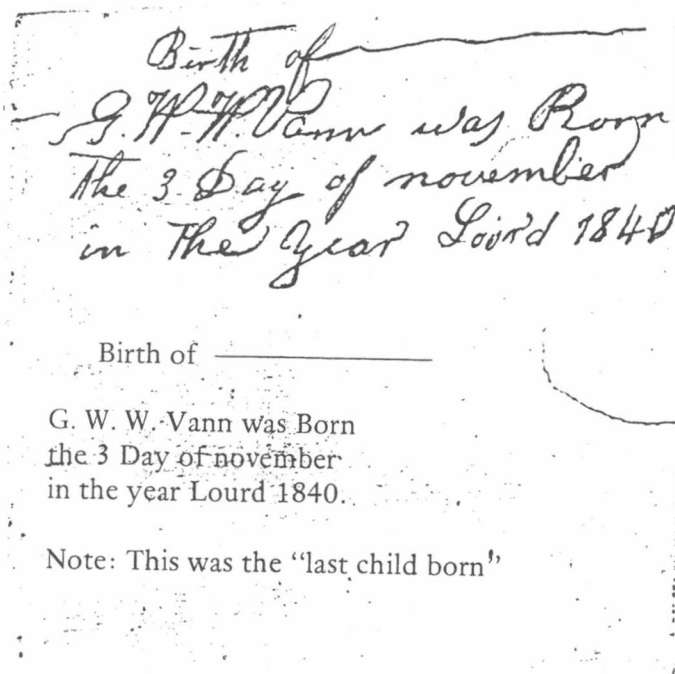 Birth of
G. W. W. Vann was Born
the 3 Day of november
in The Year Lourd 1840
Birth of
G. W. W. Vann was Born
the 3 Day of november
in the year Lourd 1840.
Note: This was the “last child born”